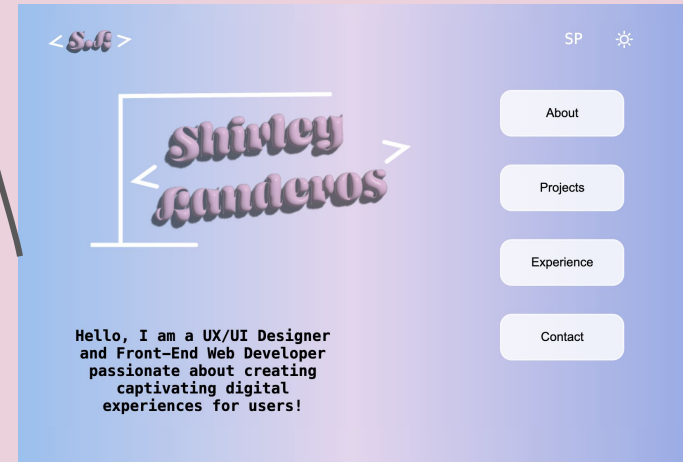 <S.L>
SP
Shirley
Landeros
About
Projects
Experience
Contact
Hello, I am a UX/UI Designer
and Front-End Web Developer
passionate about creating
captivating digital
experiences for users!